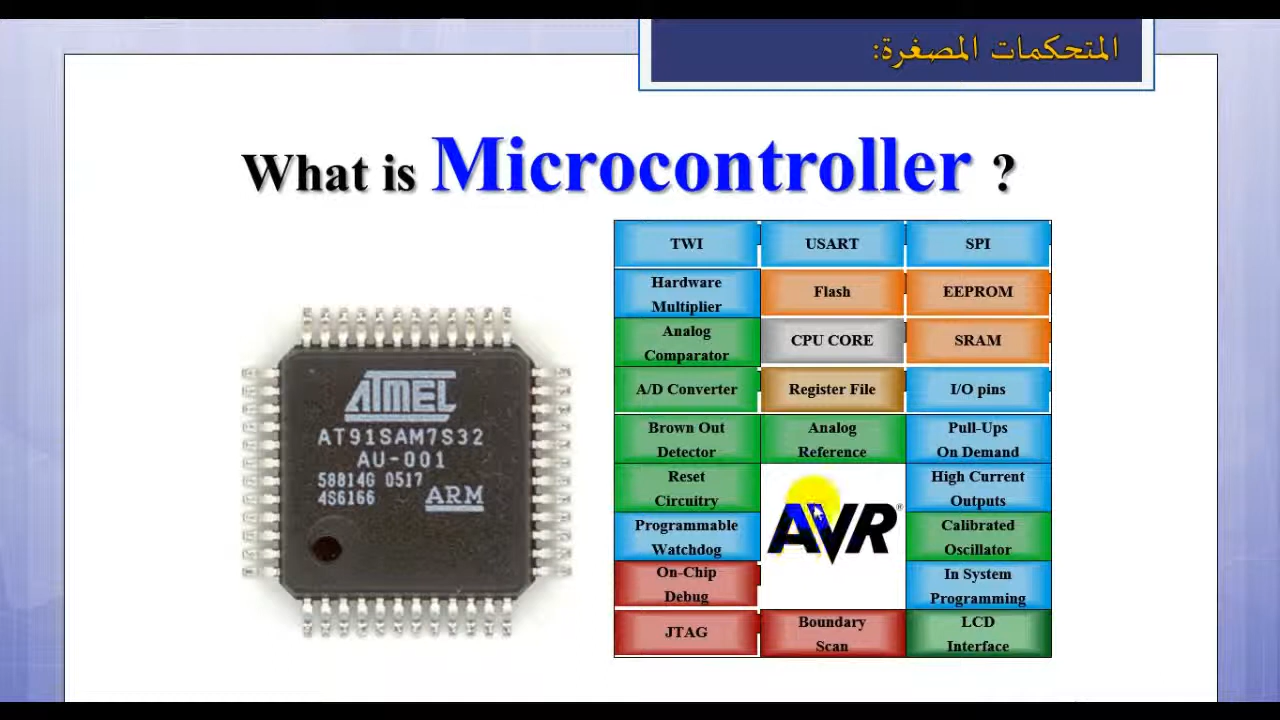 المتحكمات المصغرة:
What is Microcontroller ?
TWI
USART
SPI
Hardware
Multiplier
Flash
EEPROM
Analog
Comparator
CPU CORE
SRAM
A/D Converter
Register File
I/O pins
Brown Out
Detector
Analog
Reference
Pull-Ups
On Demand
Reset
Circuitry
High Current
Outputs
Programmable
Watchdog
AVR®
Calibrated
Oscillator
On-Chip
Debug
In System
Programming
JTAG
Boundary
Scan
LCD
Interface
ATMEL
AT91SAM7S32
AU-001
58814G 0517
4S6166 ARM